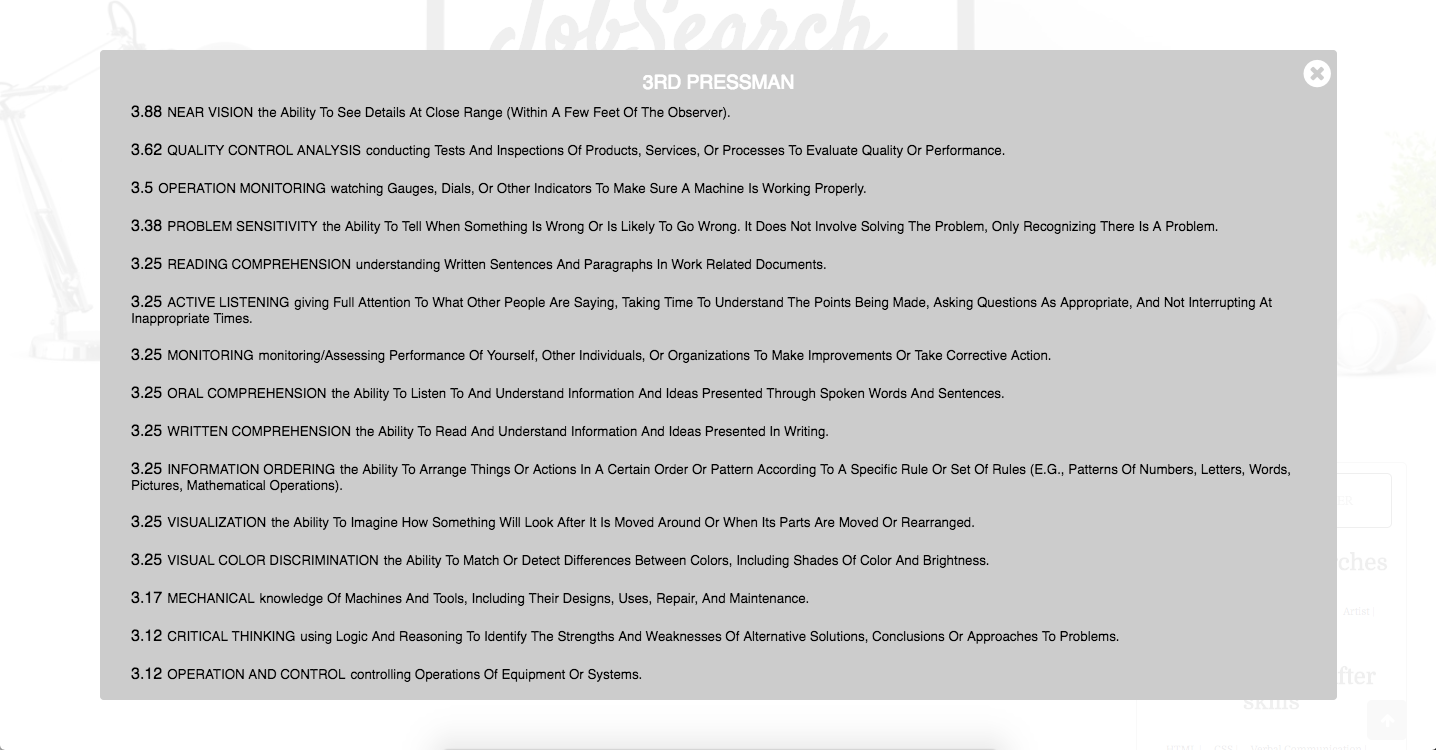 JobSearch
3RD PRESSMAN
3.88 NEAR VISION the Ability To See Details At Close Range (Within A Few Feet Of The Observer).
3.62 QUALITY CONTROL ANALYSIS conducting Tests And Inspections Of Products, Services, Or Processes To Evaluate Quality Or Performance.
3.5 OPERATION MONITORING watching Gauges, Dials, Or Other Indicators To Make Sure A Machine Is Working Properly.
3.38 PROBLEM SENSITIVITY the Ability To Tell When Something Is Wrong Or Is Likely To Go Wrong. It Does Not Involve Solving The Problem, Only Recognizing There Is A Problem.
3.25 READING COMPREHENSION understanding Written Sentences And Paragraphs In Work Related Documents.
3.25 ACTIVE LISTENING giving Full Attention To What Other People Are Saying, Taking Time To Understand The Points Being Made, Asking Questions As Appropriate, And Not Interrupting At
Inappropriate Times.
3.25 MONITORING monitoring/Assessing Performance Of Yourself, Other Individuals, Or Organizations To Make Improvements Or Take Corrective Action.
3.25 ORAL COMPREHENSION the Ability To Listen To And Understand Information And Ideas Presented Through Spoken Words And Sentences.
3.25 WRITTEN COMPREHENSION the Ability To Read And Understand Information And Ideas Presented In Writing.
3.25 INFORMATION ORDERING the Ability To Arrange Things Or Actions In A Certain Order Or Pattern According To A Specific Rule Or Set Of Rules (E.G., Patterns Of Numbers, Letters, Words,
Pictures, Mathematical Operations).
3.25 VISUALIZATION the Ability To Imagine How Something Will Look After It Is Moved Around Or When Its Parts Are Moved Or Rearranged.
3.25 VISUAL COLOR DISCRIMINATION the Ability To Match Or Detect Differences Between Colors, Including Shades Of Color And Brightness.
3.17 MECHANICAL knowledge Of Machines And Tools, Including Their Designs, Uses, Repair, And Maintenance.
3.12 CRITICAL THINKING using Logic And Reasoning To Identify The Strengths And Weaknesses Of Alternative Solutions, Conclusions Or Approaches To Problems.
3.12 OPERATION AND CONTROL controlling Operations Of Equipment Or Systems.
ches
Artist
fter
skills
HTML CSS Verbal Communication